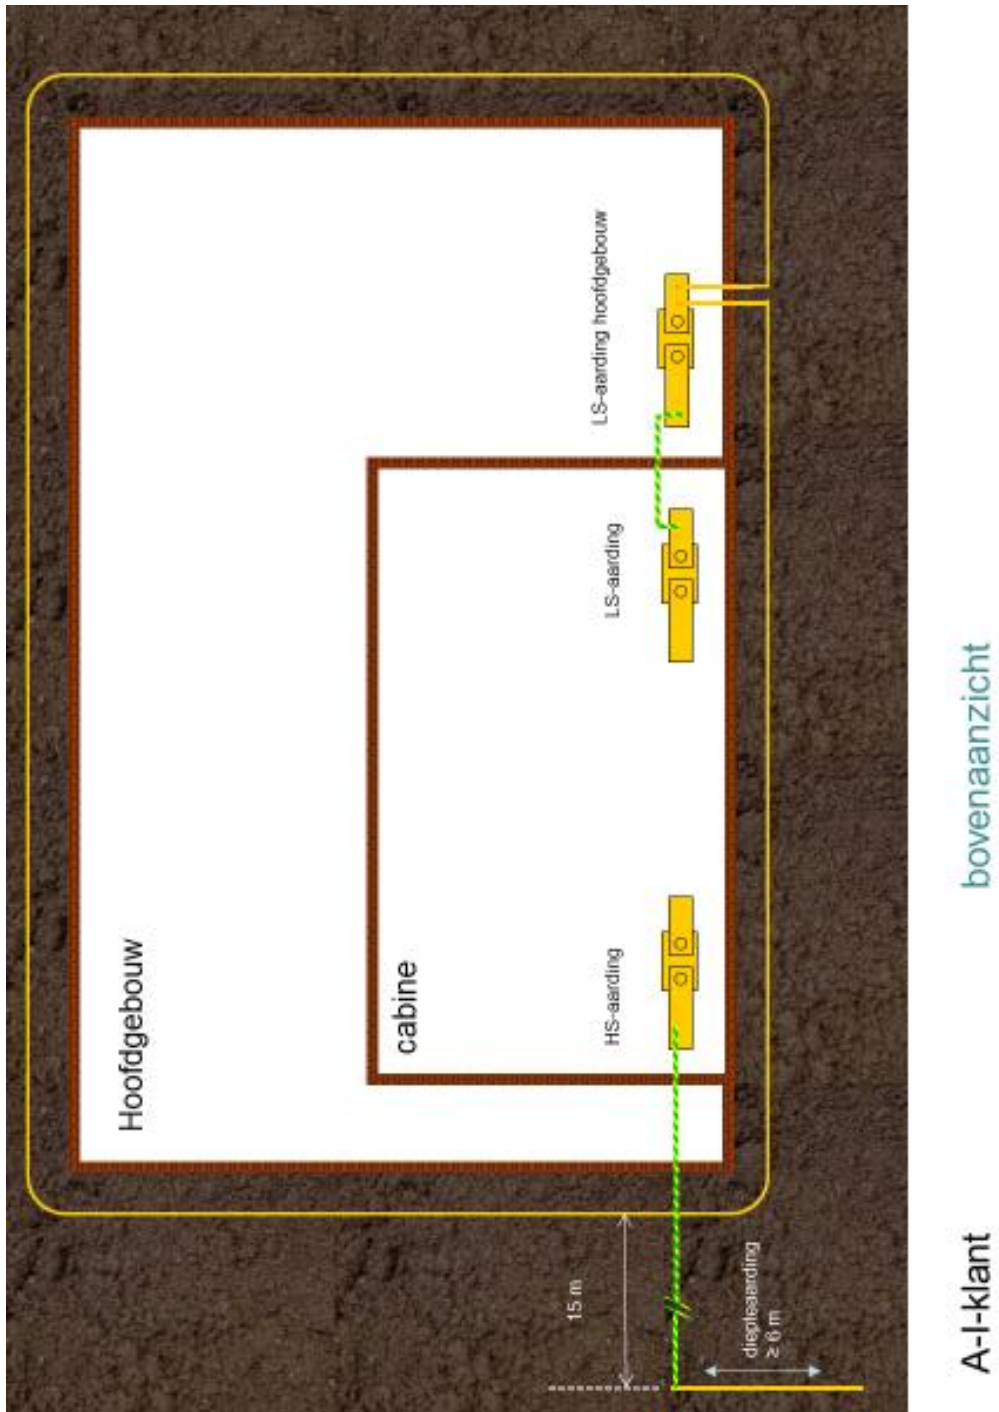 Hoofdgebouw
cabine
HS-aarding
LS-aarding
LS-aarding hoofdgebouw
15 m
diepteaarding
≥ 6 m
A-I-klant
bovenaanzicht